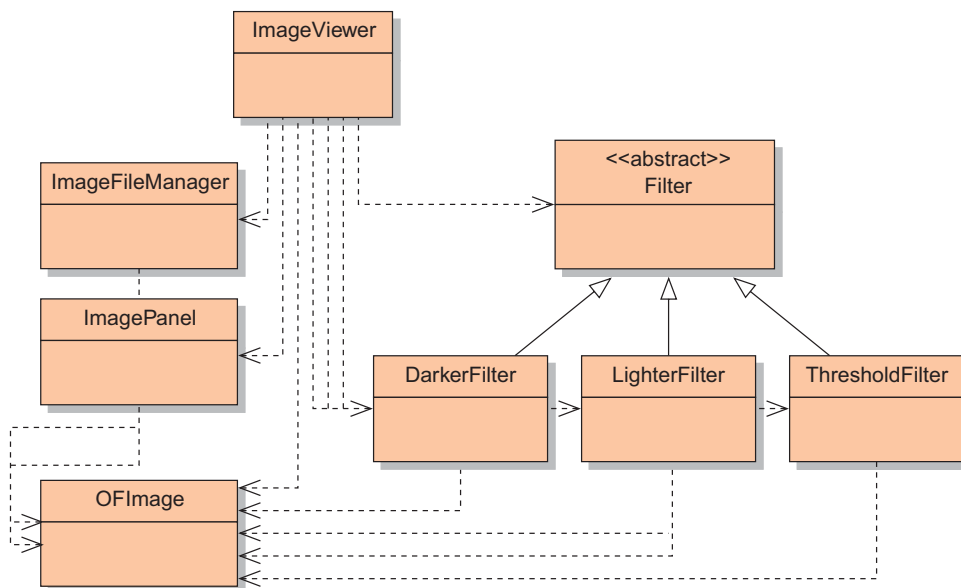 ImageViewer
<<abstract>>
Filter
ImageFileManager
ImagePanel
DarkerFilter
LighterFilter
ThresholdFilter
OFImage